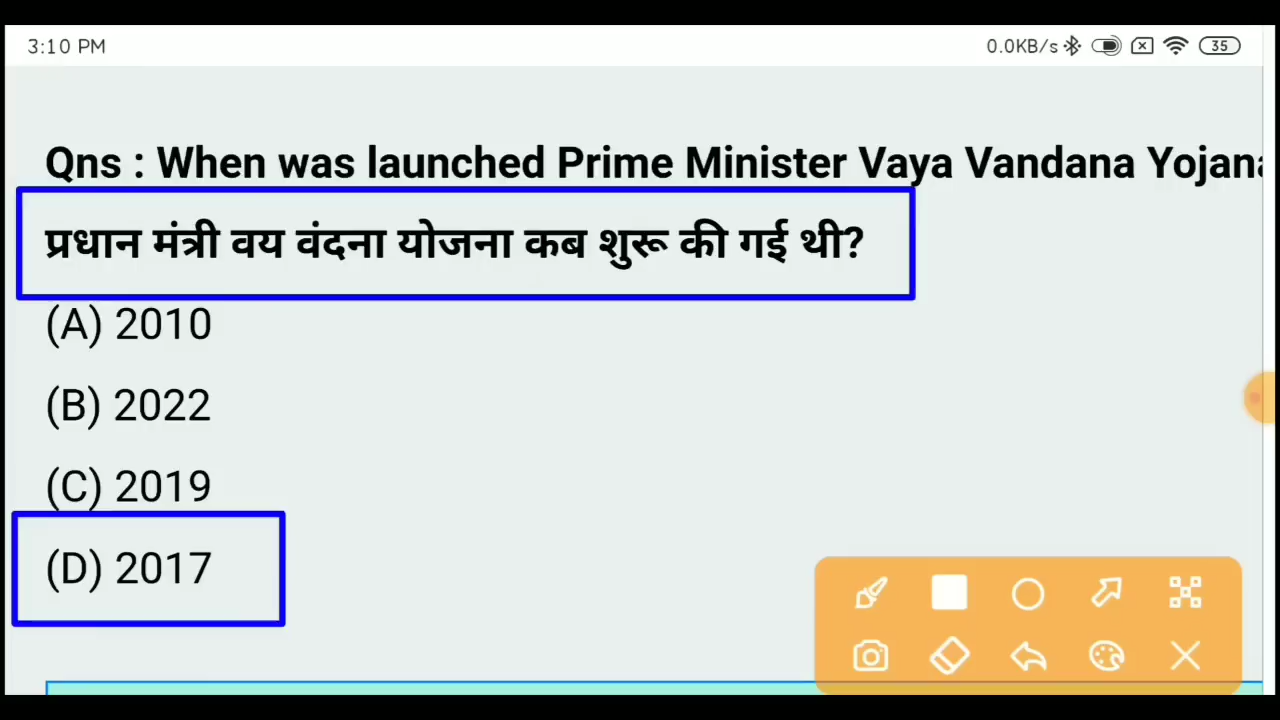 3:10 PM
0.0KB/s
35
Qns : When was launched Prime Minister Vaya Vandana Yojana
प्रधान मंत्री वय वंदना योजना कब शुरू की गई थी?
(A) 2010
(B) 2022
(C) 2019
(D) 2017